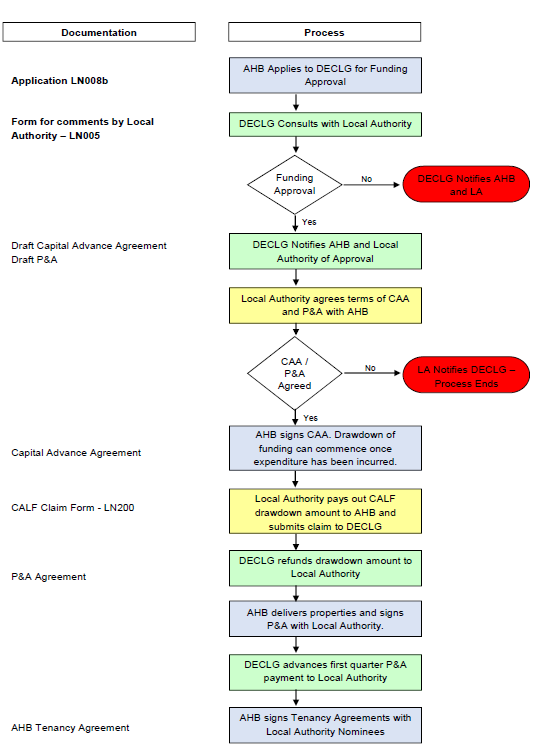 Documentation
Process
Application LN008b
AHB Applies to DECLG for Funding
Approval
Form for comments by Local
Authority – LN005
DECLG Consults with Local Authority
Funding
Approval
No
DECLG Notifies AHB
and LA
Yes
Draft Capital Advance Agreement
Draft P&A
DECLG Notifies AHB and Local
Authority of Approval
Local Authority agrees terms of CAA
and P&A with AHB
CAA /
P&A
Agreed
No
LA Notifies DECLG –
Process Ends
Yes
Capital Advance Agreement
AHB signs CAA. Drawdown of
funding can commence once
expenditure has been incurred.
CALF Claim Form - LN200
Local Authority pays out CALF
drawdown amount to AHB and
submits claim to DECLG
P&A Agreement
DECLG refunds drawdown amount to
Local Authority
AHB delivers properties and signs
P&A with Local Authority.
DECLG advances first quarter P&A
payment to Local Authority
AHB Tenancy Agreement
AHB signs Tenancy Agreements with
Local Authority Nominees